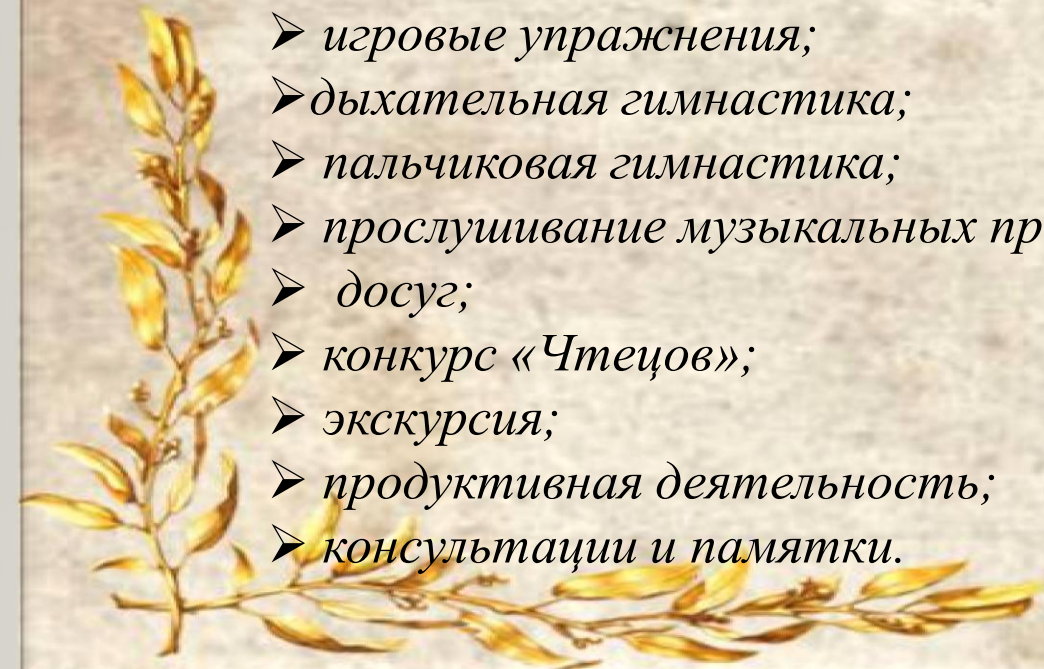 ➢ игровые упражнения;
➢дыхательная гимнастика;
➢ пальчиковая гимнастика;
➢ прослушивание музыкальных пр
➢ досуг;
➢ конкурс «Чтецов»;
➢ экскурсия;
➢ продуктивная деятельность;
➢ консультации и памятки.